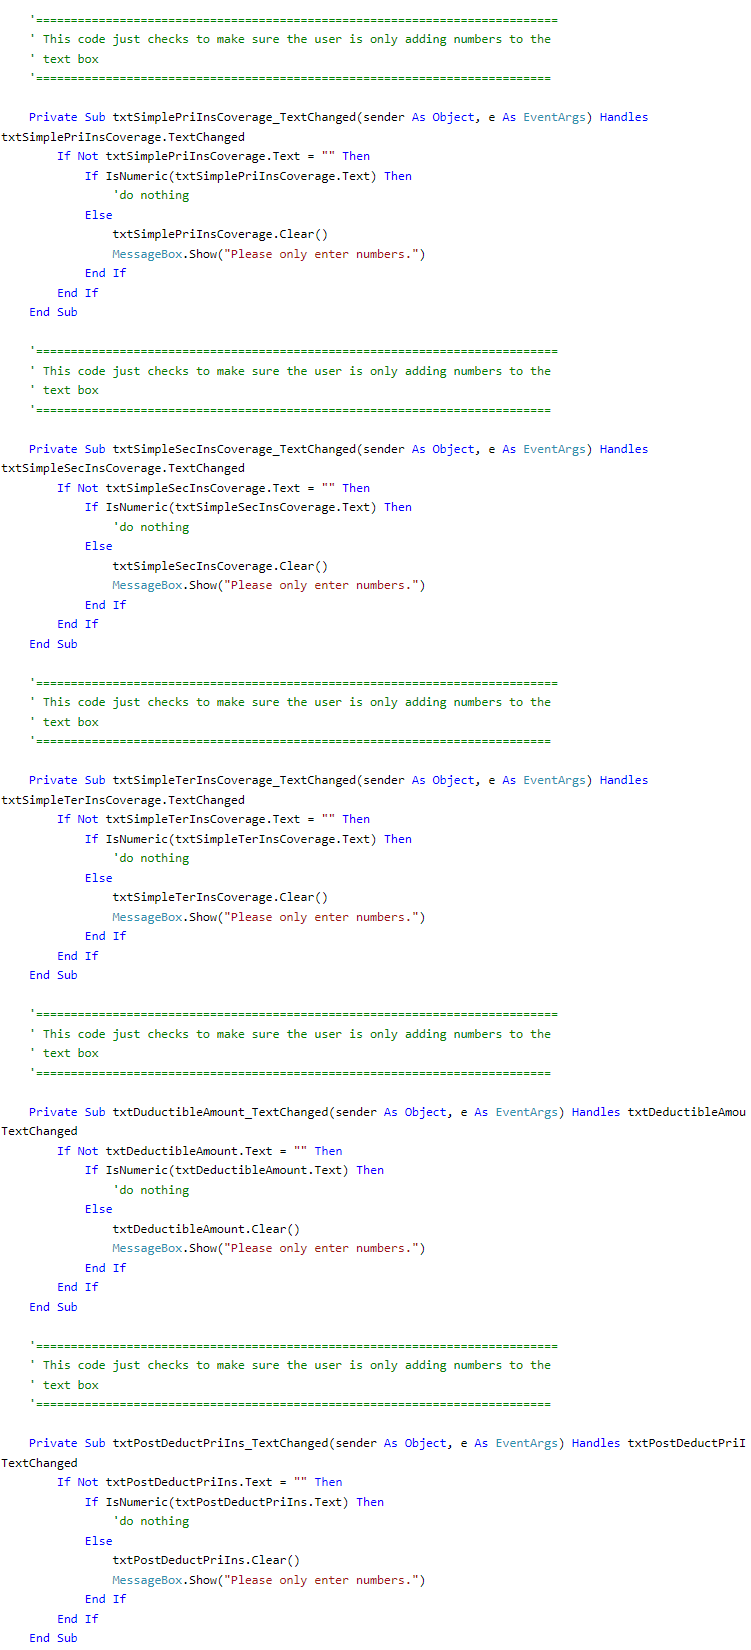 '===========================================================================
' This code just checks to make sure the user is only adding numbers to the
' text box
'==========================================================================
Private Sub txtSimplePriInsCoverage_TextChanged(sender As Object, e As EventArgs) Handles
txtSimplePriInsCoverage.TextChanged
If Not txtSimplePriInsCoverage.Text = "" Then
If IsNumeric(txtSimplePriInsCoverage.Text) Then
'do nothing
Else
txtSimplePriInsCoverage.Clear()
MessageBox.Show("Please only enter numbers.")
End If
End If
End Sub
'===========================================================================
' This code just checks to make sure the user is only adding numbers to the
' text box
'==========================================================================
Private Sub txtSimpleSecInsCoverage_TextChanged(sender As Object, e As EventArgs) Handles
txtSimpleSecInsCoverage.TextChanged
If Not txtSimpleSecInsCoverage.Text = "" Then
If IsNumeric(txtSimpleSecInsCoverage.Text) Then
'do nothing
Else
txtSimpleSecInsCoverage.Clear()
MessageBox.Show("Please only enter numbers.")
End If
End If
End Sub
'===========================================================================
' This code just checks to make sure the user is only adding numbers to the
' text box
'==========================================================================
Private Sub txtSimpleTerInsCoverage_TextChanged(sender As Object, e As EventArgs) Handles
txtSimpleTerInsCoverage.TextChanged
If Not txtSimpleTerInsCoverage.Text = "" Then
If IsNumeric(txtSimpleTerInsCoverage.Text) Then
'do nothing
Else
txtSimpleTerInsCoverage.Clear()
MessageBox.Show("Please only enter numbers.")
End If
End If
End Sub
'===========================================================================
' This code just checks to make sure the user is only adding numbers to the
' text box
'==========================================================================
Private Sub txtDuductibleAmount_TextChanged(sender As Object, e As EventArgs) Handles txtDeductibleAmou
TextChanged
If Not txtDeductibleAmount.Text = "" Then
If IsNumeric(txtDeductibleAmount.Text) Then
'do nothing
Else
txtDeductibleAmount.Clear()
MessageBox.Show("Please only enter numbers.")
End If
End If
End Sub
'===========================================================================
' This code just checks to make sure the user is only adding numbers to the
' text box
'==========================================================================
Private Sub txtPostDeductPriIns_TextChanged(sender As Object, e As EventArgs) Handles txtPostDeductPriI
TextChanged
If Not txtPostDeductPriIns.Text = "" Then
If IsNumeric(txtPostDeductPriIns.Text) Then
'do nothing
Else
txtPostDeductPriIns.Clear()
MessageBox.Show("Please only enter numbers.")
End If
End If
End Sub